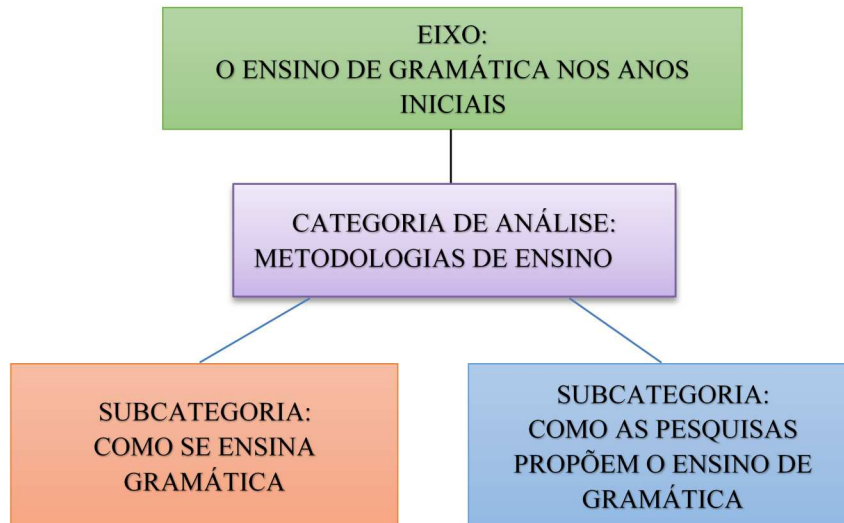 EIXO:
O ENSINO DE GRAMÁTICA NOS ANOS
INICIAIS
CATEGORIA DE ANÁLISE:
METODOLOGIAS DE ENSINO
SUBCATEGORIA:
COMO SE ENSINA
GRAMÁTICA
SUBCATEGORIA:
COMO AS PESQUISAS
PROPÕEM O ENSINO DE
GRAMÁTICA